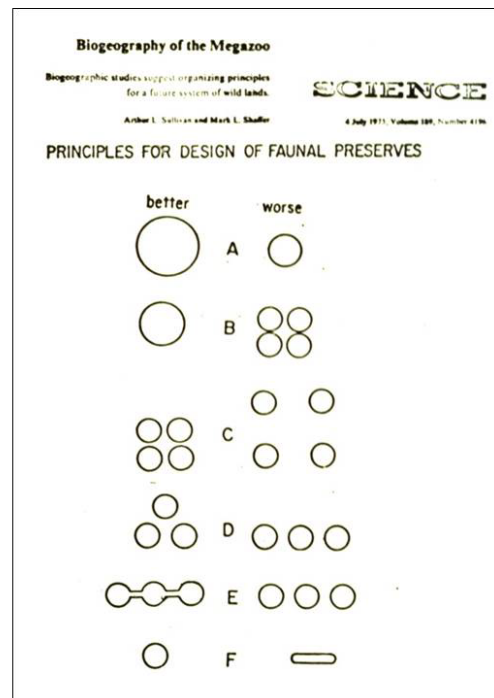 Biogeography of the Megazoo
Biogeographic studies suggest organizing principles
for a future system of wild lands.
SCIENCE
Arthur L. Sullivan and Mark L. Shaffer
4 July 1975, Volume 189, Number 4196
PRINCIPLES FOR DESIGN OF FAUNAL PRESERVES
better worse
A
B
C
D
E
F